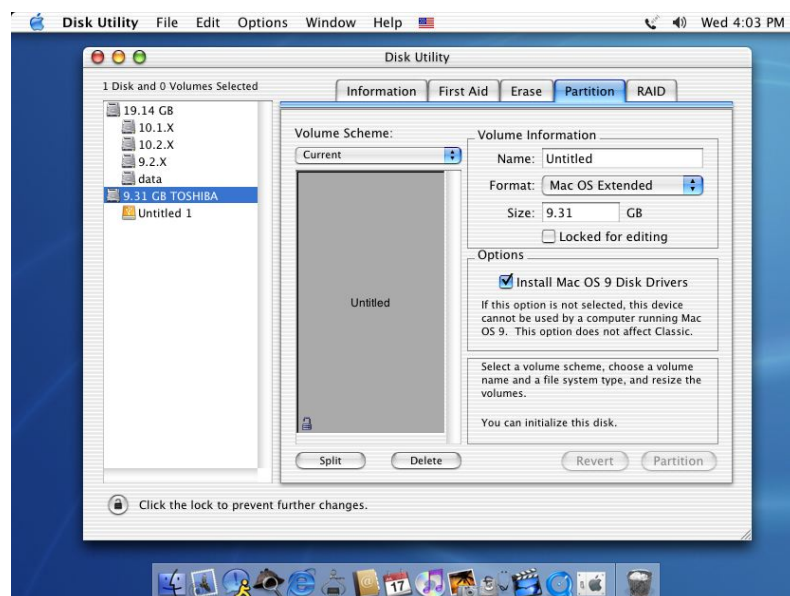 Disk Utility File Edit Options Window Help Wed 4:03 PM
Disk Utility
1 Disk and 0 Volumes Selected
Information First Aid Erase Partition RAID
19.14 GB
10.1.X
10.2.X
9.2.X
data
9.31 GB TOSHIBA
Untitled 1
Volume Scheme:
Current
Untitled
Split Delete
Volume Information
Name: Untitled
Format: Mac OS Extended
Size: 9.31 GB
Locked for editing
Options
Install Mac OS 9 Disk Drivers
If this option is not selected, this device
cannot be used by a computer running Mac
OS 9. This option does not affect Classic.
Select a volume scheme, choose a volume
name and a file system type, and resize the
volumes.
You can initialize this disk.
Revert Partition
Click the lock to prevent further changes.
17